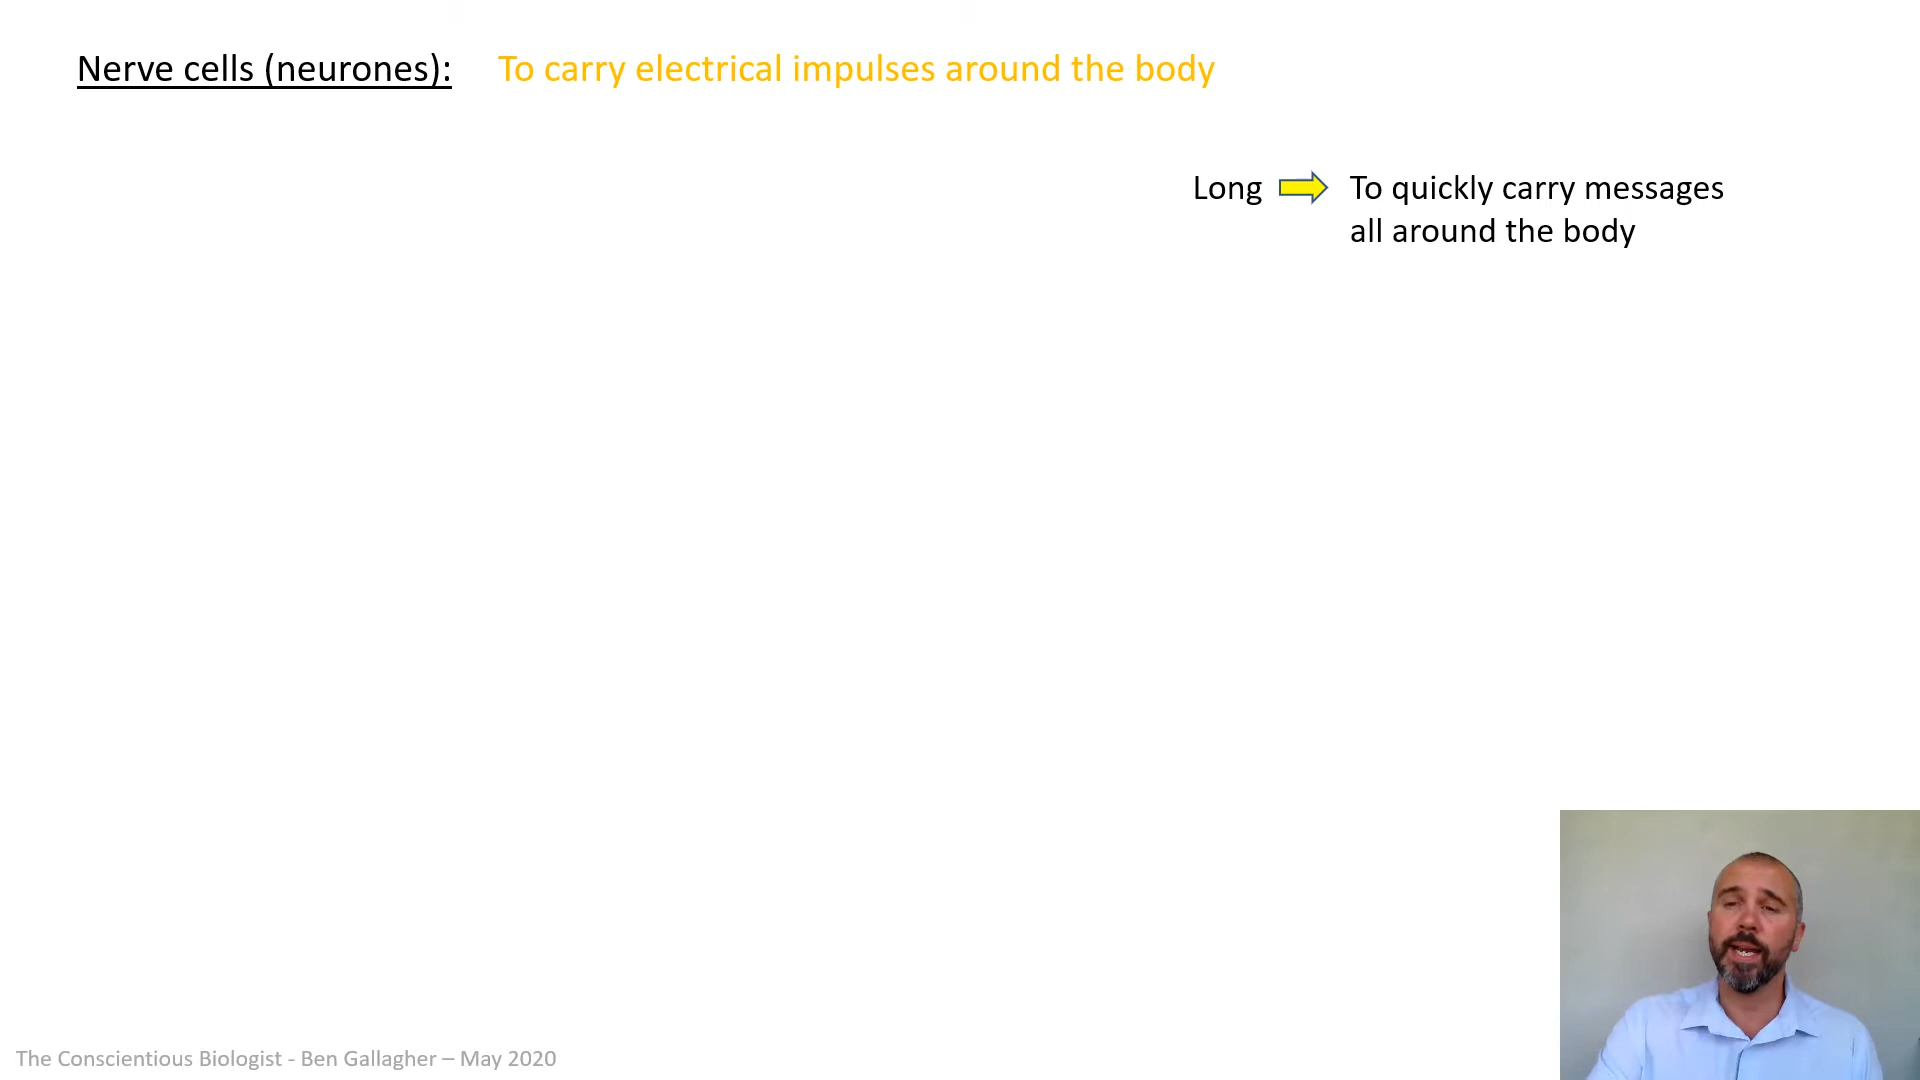 Nerve cells (neurones): To carry electrical impulses around the body
Long To quickly carry messages
all around the body
The Conscientious Biologist - Ben Gallagher – May 2020